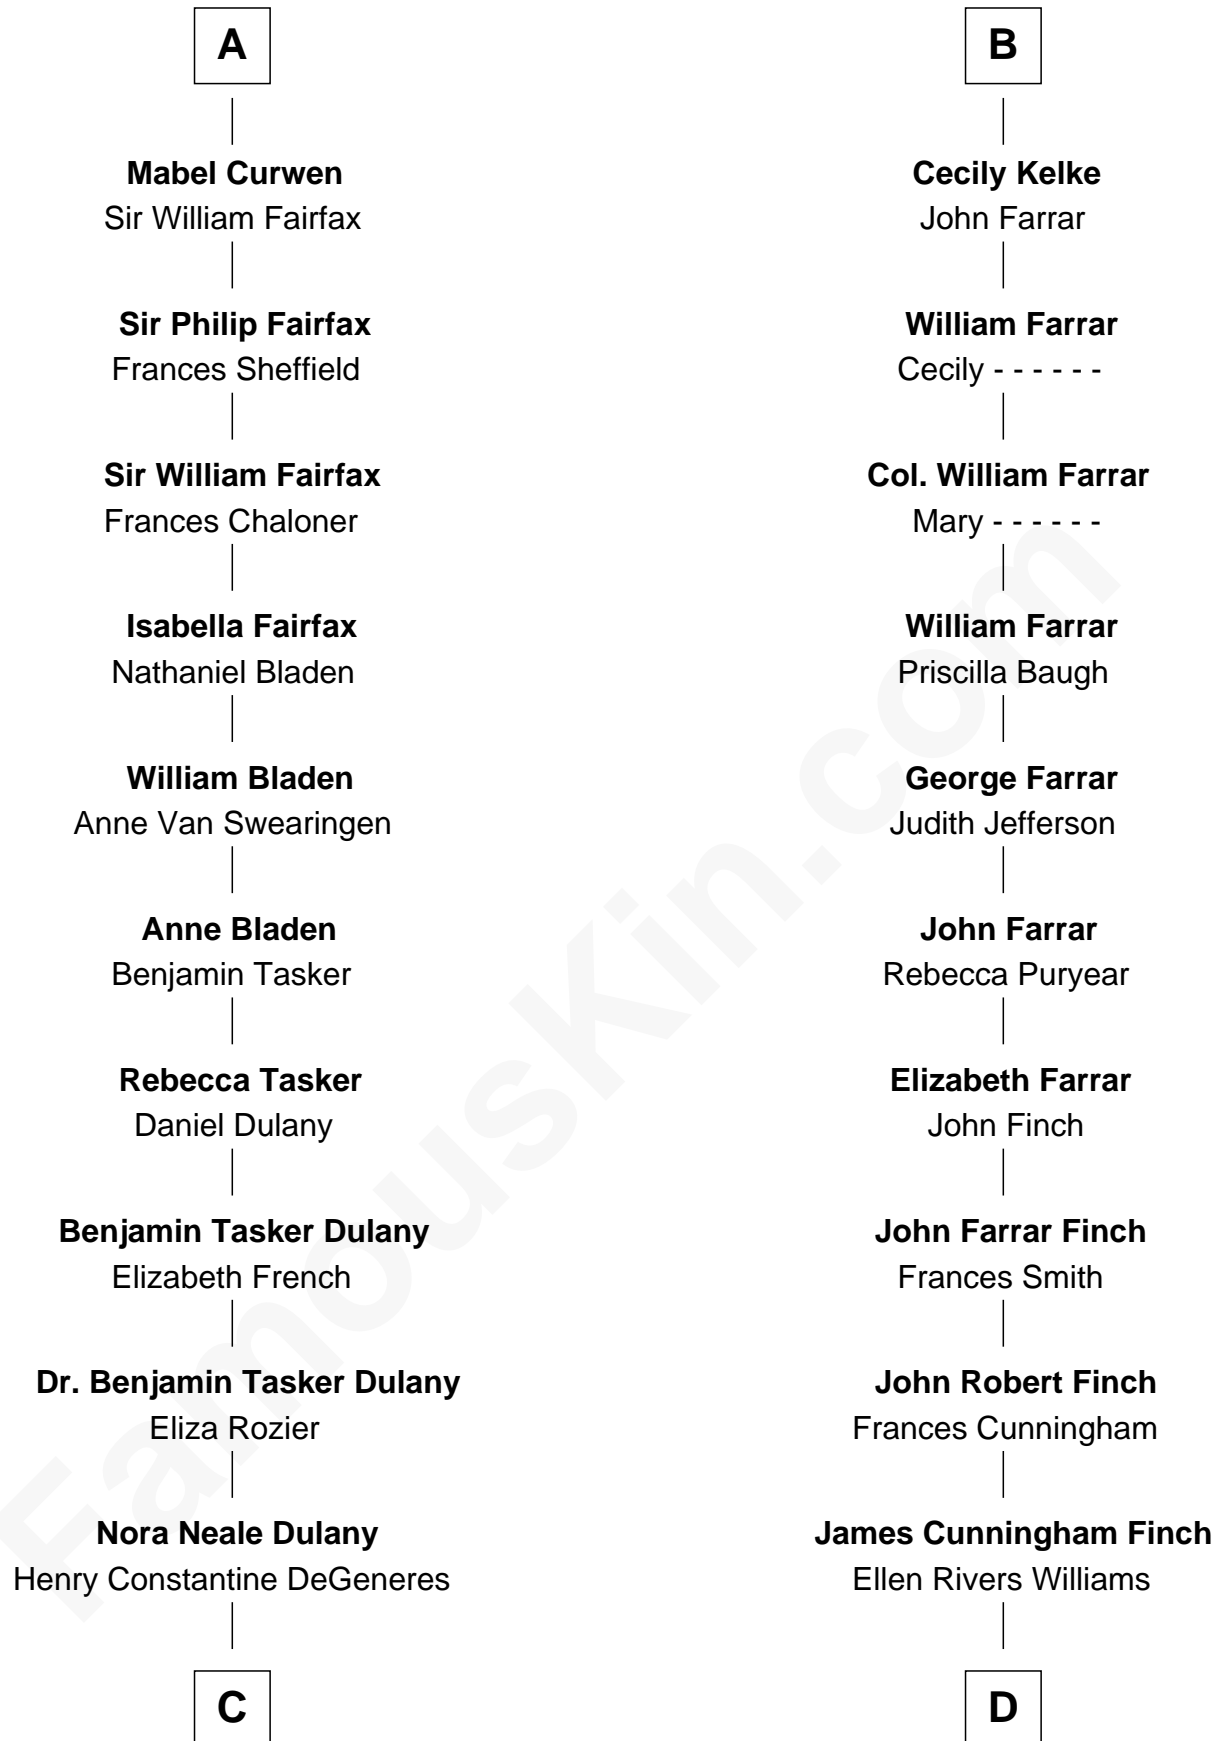 A
Mabel Curwen
Sir William Fairfax
Sir Philip Fairfax
Frances Sheffield
Sir William Fairfax
Frances Chaloner
Isabella Fairfax
Nathaniel Bladen
William Bladen
Anne Van Swearingen
Anne Bladen
Benjamin Tasker
Rebecca Tasker
Daniel Dulany
Benjamin Tasker Dulany
Elizabeth French
Dr. Benjamin Tasker Dulany
Eliza Rozier
Nora Neale Dulany
Henry Constantine DeGeneres
C
B
Cecily Kelke
John Farrar
William Farrar
Cecily - - - - - -
Col. William Farrar
Mary - - - - - -
William Farrar
Priscilla Baugh
George Farrar
Judith Jefferson
John Farrar
Rebecca Puryear
Elizabeth Farrar
John Finch
John Farrar Finch
Frances Smith
John Robert Finch
Frances Cunningham
James Cunningham Finch
Ellen Rivers Williams
D
FamousKin.com